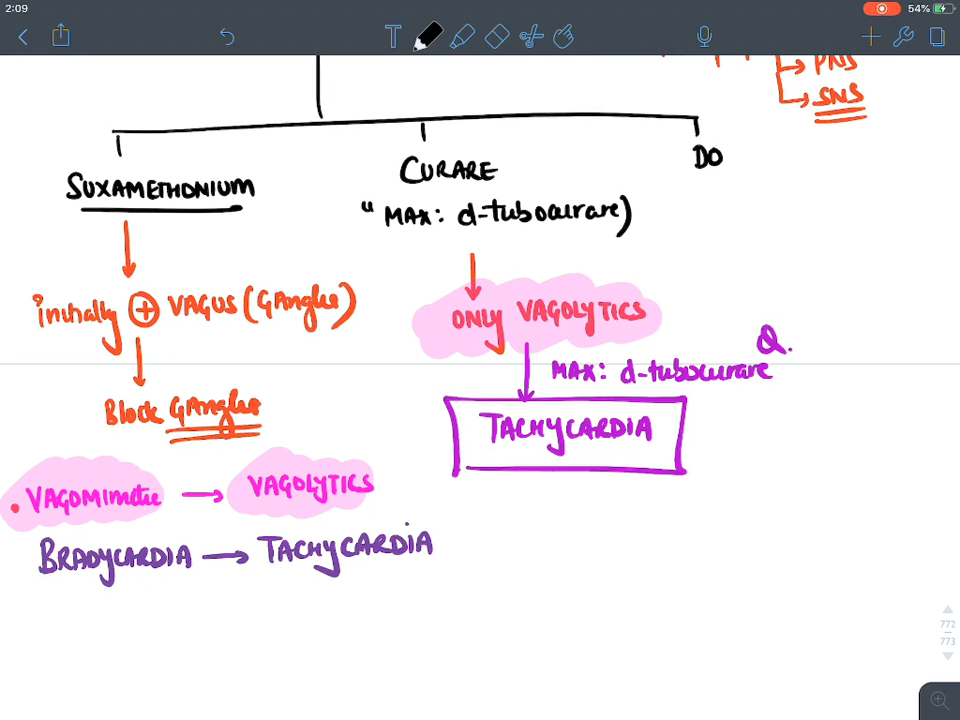 2:09
54%
T
PNS
SNS
SUXAMETHONIUM
CURARE
DO
"MAX: d-tubocurare)
initially + VAGUS (GAnglia)
ONLY VAGOLYTICS
Q.
MAX: d-tubocurare
Block GAnglia
TACHYCARDIA
VAGOMimetic → VAGOLYTICS
BRADYCARDIA → TACHYCARDIA
772
773